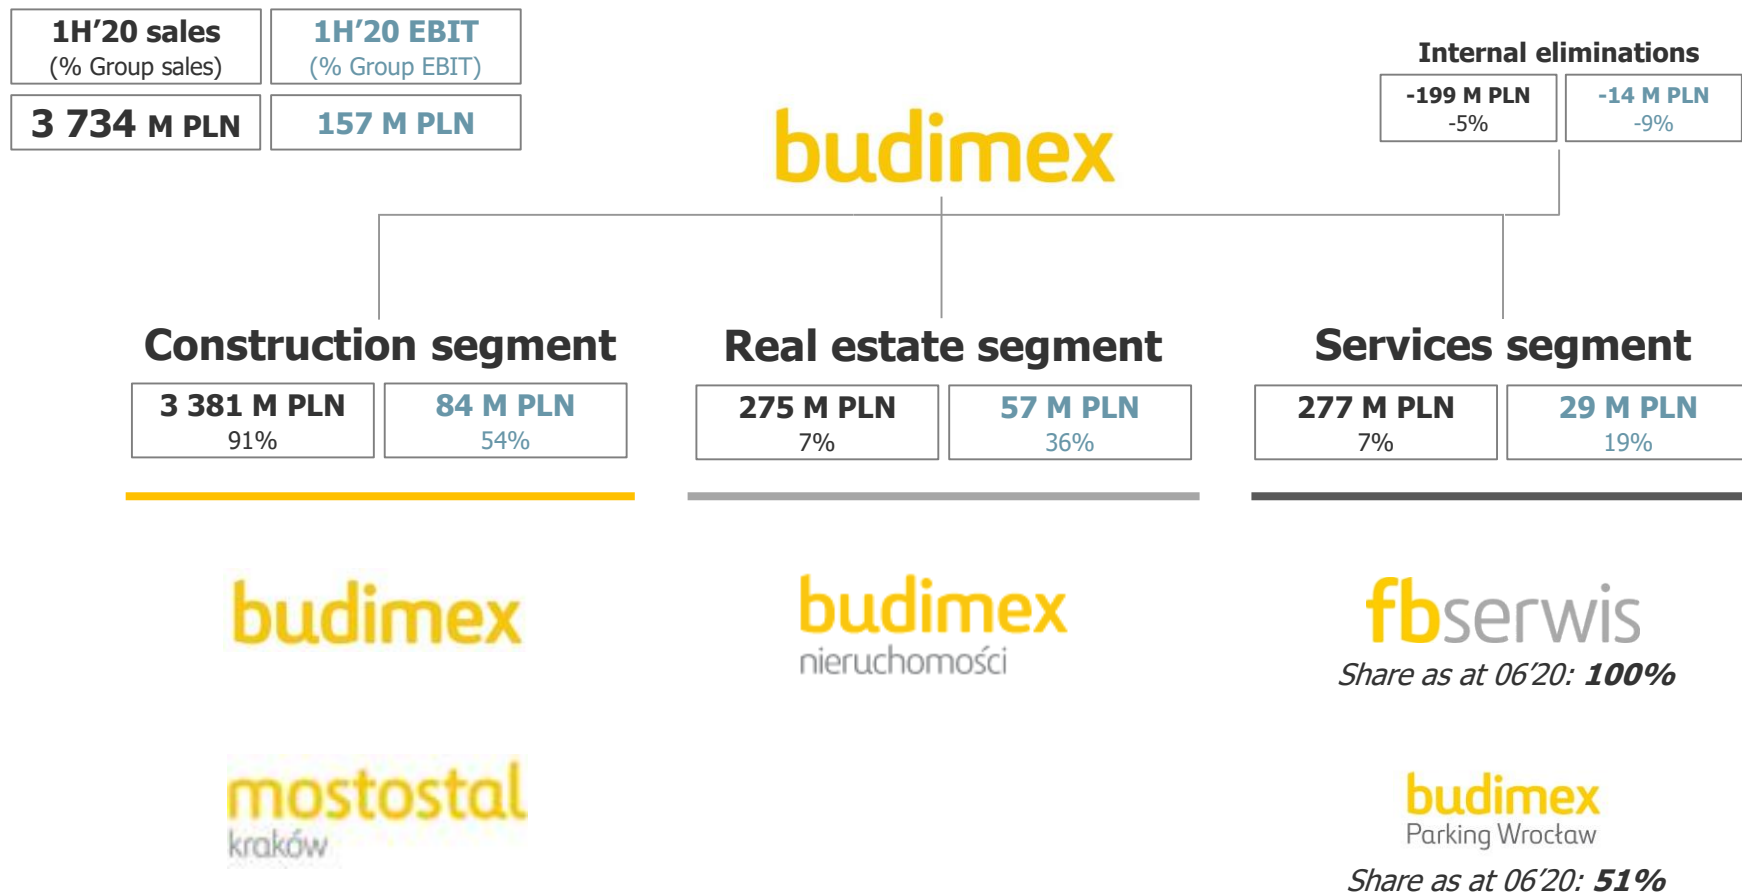 1H’20 sales
(% Group sales)
1H’20 EBIT
(% Group EBIT)
3 734 M PLN
157 M PLN
Internal eliminations
-199 M PLN
-5%
-14 M PLN
-9%
budimex
Construction segment
3 381 M PLN
91%
84 M PLN
54%
Real estate segment
275 M PLN
7%
57 M PLN
36%
Services segment
277 M PLN
7%
29 M PLN
19%
budimex
mostostal
kraków
budimex
nieruchomości
fbserwis
Share as at 06’20: 100%
budimex
Parking Wrocław
Share as at 06’20: 51%